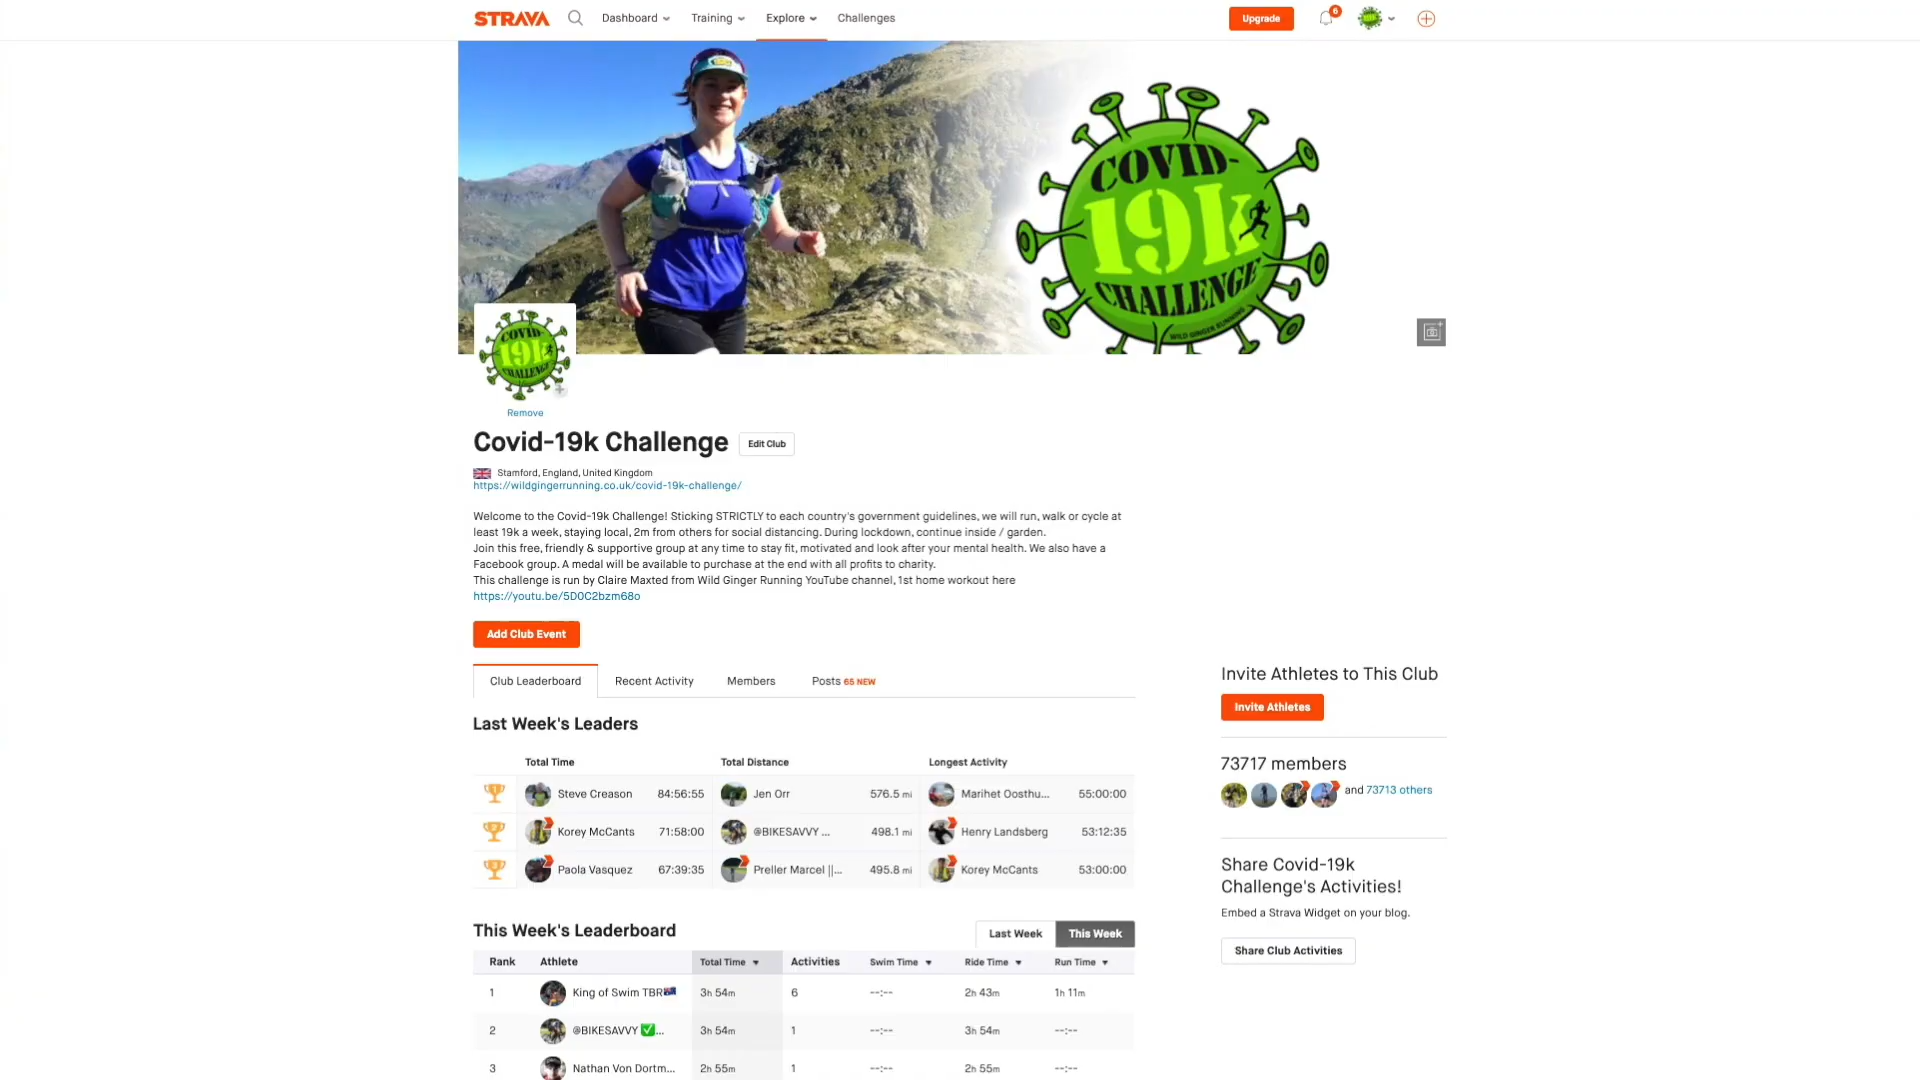 STRAVA Dashboard Training Explore Challenges Upgrade 6
COVID-
19k
CHALLENGE
WILD GINGER RUNNING
COVID-
19k
CHALLENGE
Remove
Covid-19k Challenge Edit Club
Stamford, England, United Kingdom
https://wildgingerrunning.co.uk/covid-19k-challenge/
Welcome to the Covid-19k Challenge! Sticking STRICTLY to each country's government guidelines, we will run, walk or cycle at
least 19k a week, staying local, 2m from others for social distancing. During lockdown, continue inside / garden.
Join this free, friendly & supportive group at any time to stay fit, motivated and look after your mental health. We also have a
Facebook group. A medal will be available to purchase at the end with all profits to charity.
This challenge is run by Claire Maxted from Wild Ginger Running YouTube channel, 1st home workout here
https://youtu.be/5D0C2bzm68o
Add Club Event
Club Leaderboard Recent Activity Members Posts 65 NEW
Last Week's Leaders
Total Time Total Distance Longest Activity
1 Steve Creason 84:56:55 Jen Orr 576.5 mi Marihet Oosthu... 55:00:00
2 Korey McCants 71:58:00 @BIKESAVVY ... 498.1 mi Henry Landsberg 53:12:35
3 Paola Vasquez 67:39:35 Preller Marcel ||... 495.8 mi Korey McCants 53:00:00
This Week's Leaderboard Last Week This Week
Rank Athlete Total Time Activities Swim Time Ride Time Run Time
1 King of Swim TBR 3h 54m 6 --:-- 2h 43m 1h 11m
2 @BIKESAVVY ✅... 3h 54m 1 --:-- 3h 54m --:--
3 Nathan Von Dortm... 2h 55m 1 --:-- 2h 55m --:--
Invite Athletes to This Club
Invite Athletes
73717 members
and 73713 others
Share Covid-19k
Challenge's Activities!
Embed a Strava Widget on your blog.
Share Club Activities